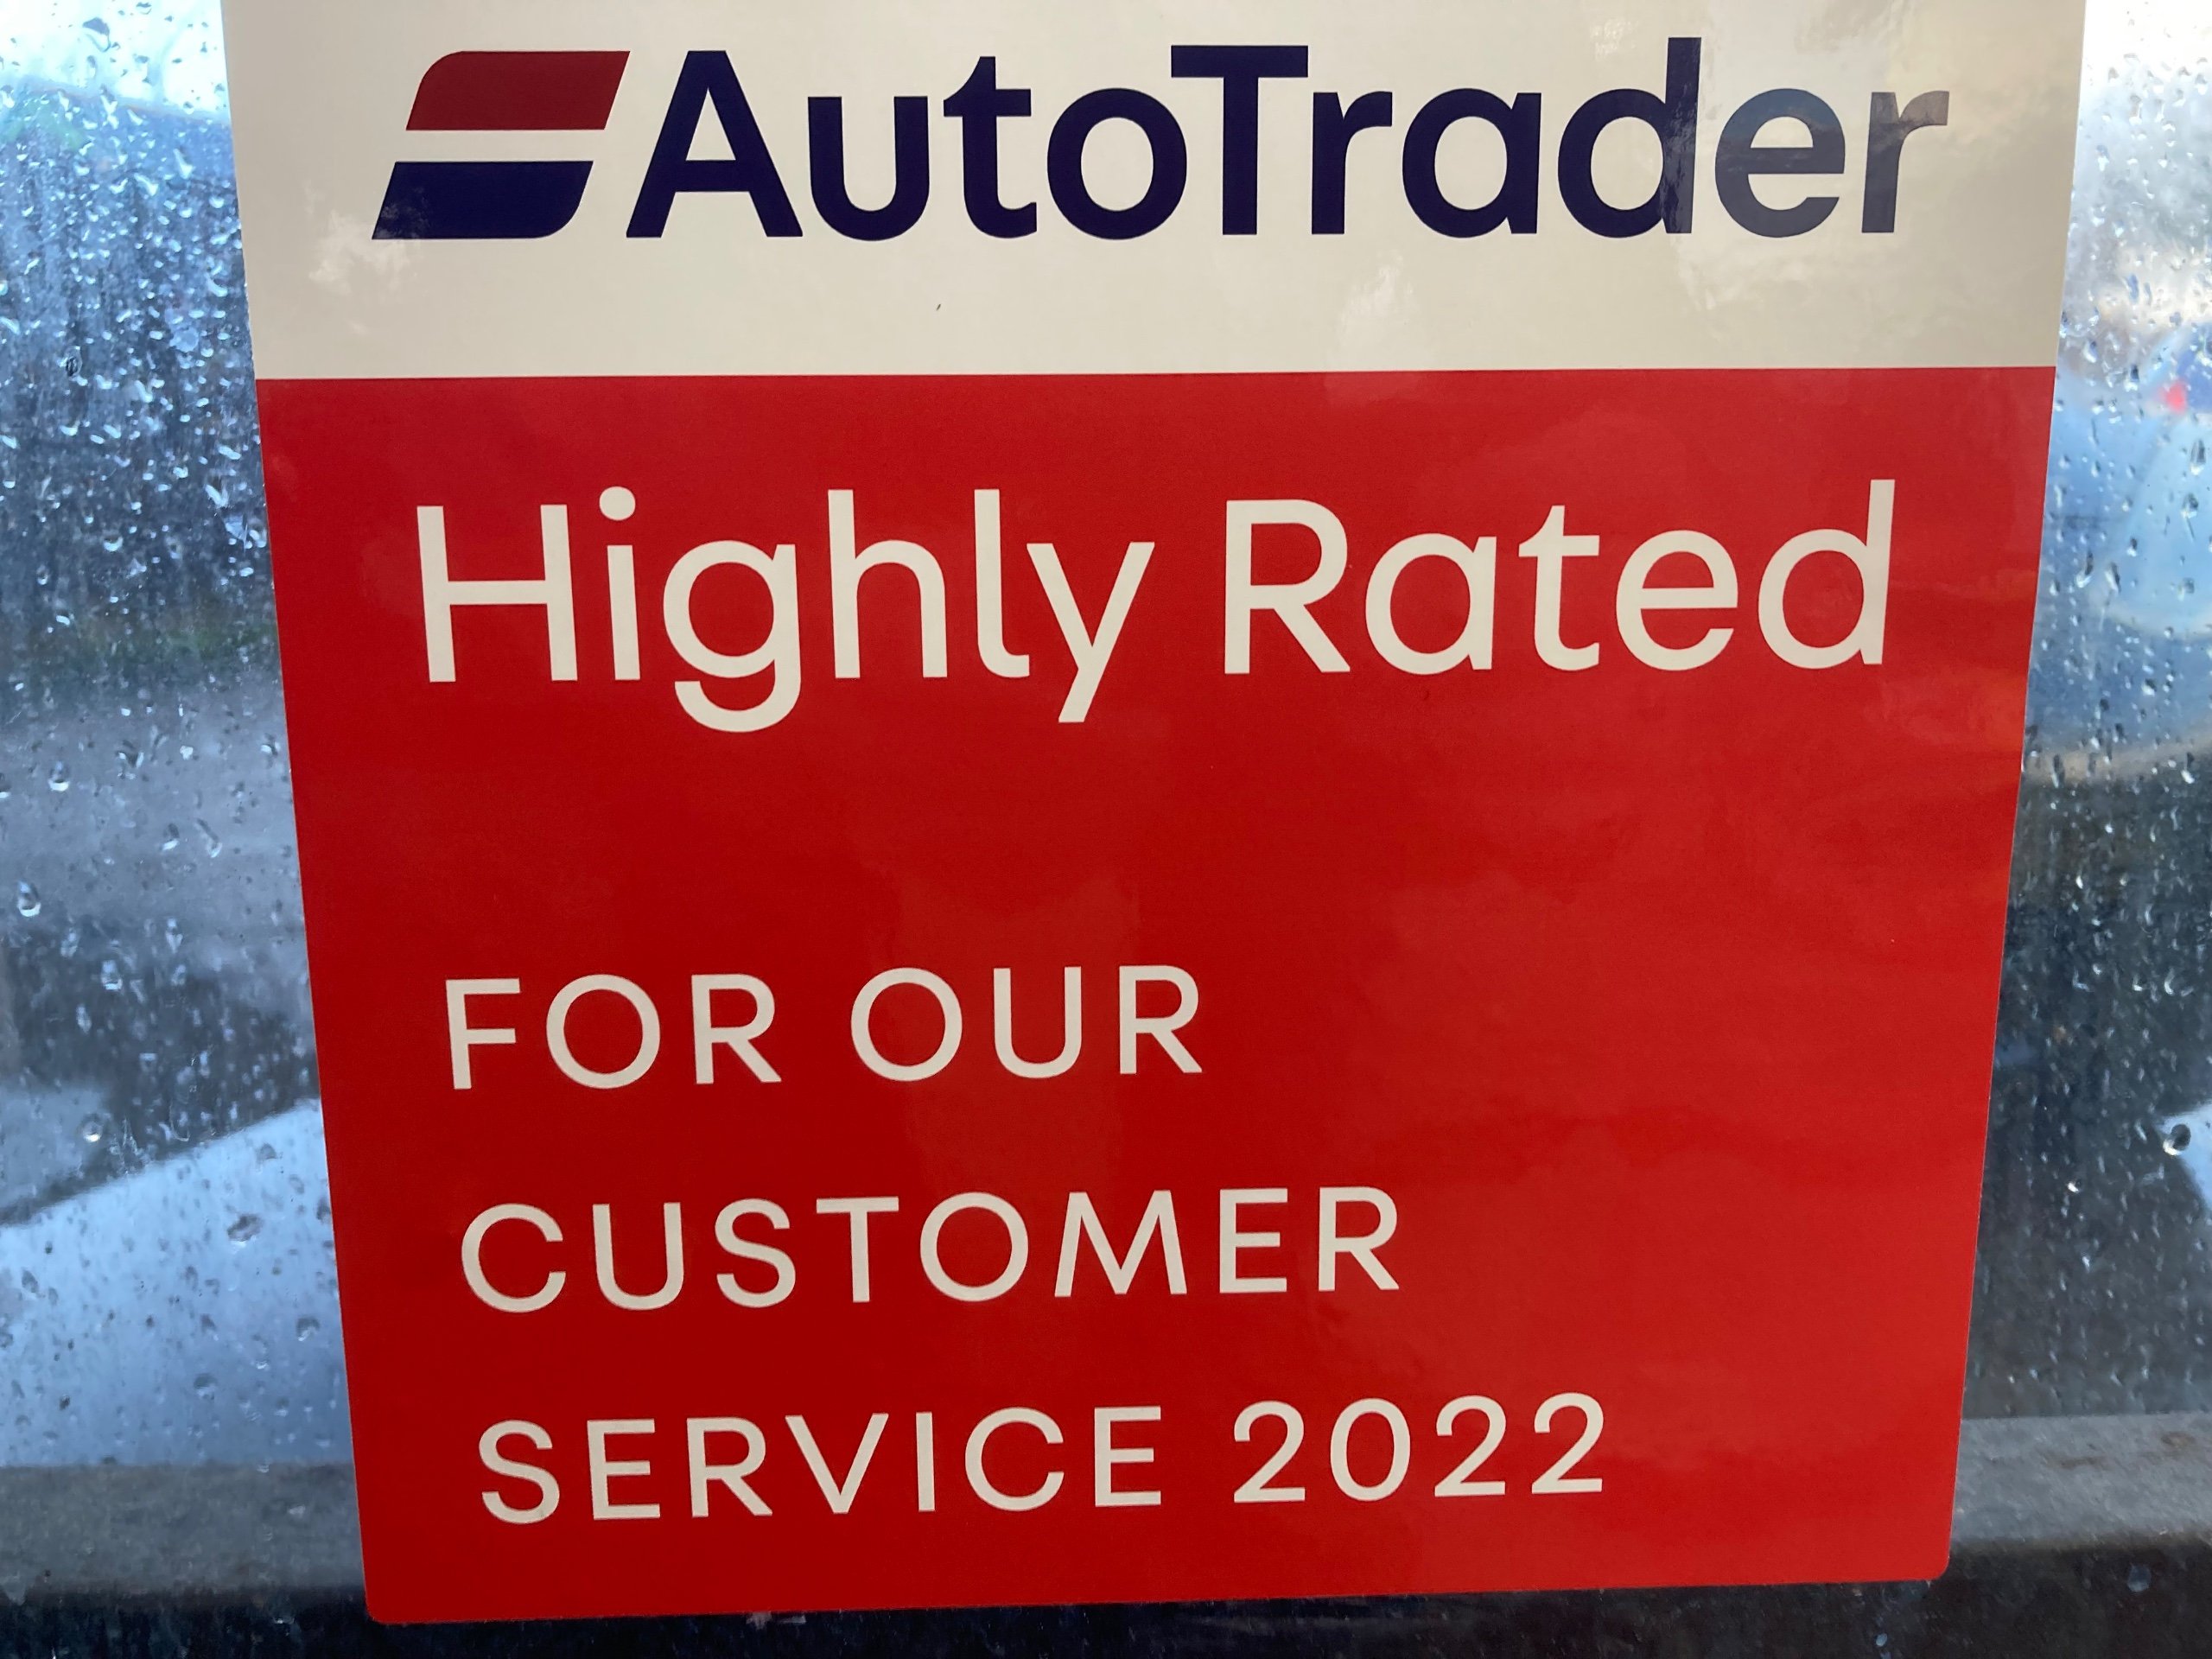 AutoTrader
Highly Rated
FOR OUR
CUSTOMER
SERVICE 2022